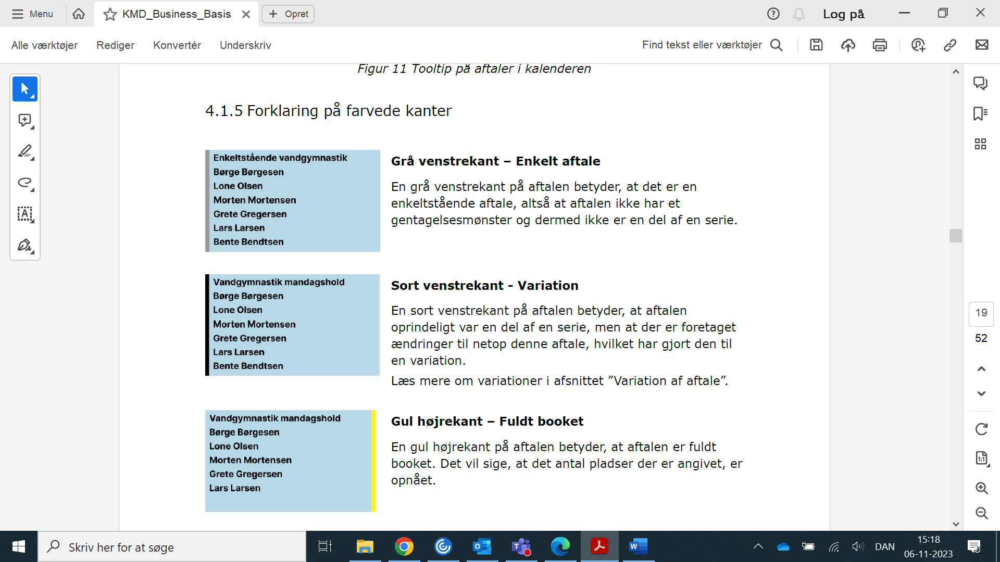 Menu
KMD_Business_Basis
Opret
Log på
Alle værktøjer
Rediger
Konvertér
Underskriv
Find tekst eller værktøjer
Figur 11 Tooltip på aftaler i kalenderen
4.1.5 Forklaring på farvede kanter
Enkeltstående vandgymnastik
Børge Børgesen
Lone Olsen
Morten Mortensen
Grete Gregersen
Lars Larsen
Bente Bendtsen
Grå venstrekant – Enkelt aftale
En grå venstrekant på aftalen betyder, at det er en
enkeltstående aftale, altså at aftalen ikke har et
gentagelsesmønster og dermed ikke er en del af en serie.
Vandgymnastik mandagshold
Børge Børgesen
Lone Olsen
Morten Mortensen
Grete Gregersen
Lars Larsen
Bente Bendtsen
Sort venstrekant - Variation
En sort venstrekant på aftalen betyder, at aftalen
oprindeligt var en del af en serie, men at der er foretaget
ændringer til netop denne aftale, hvilket har gjort den til
en variation.
Læs mere om variationer i afsnittet ”Variation af aftale”.
Vandgymnastik mandagshold
Børge Børgesen
Lone Olsen
Morten Mortensen
Grete Gregersen
Lars Larsen
Gul højrekant – Fuldt booket
En gul højrekant på aftalen betyder, at aftalen er fuldt
booket. Det vil sige, at det antal pladser der er angivet, er
opnået.
19
52
1:1
Skriv her for at søge
DAN
15:18
06-11-2023